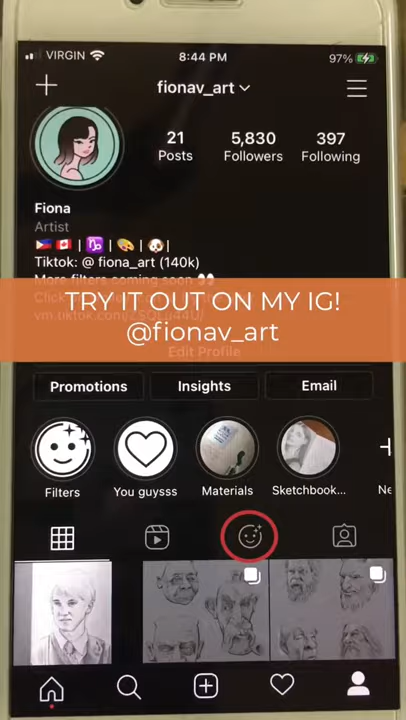 VIRGIN
8:44 PM
97%
fionav_art
21
Posts
5,830
Followers
397
Following
Fiona
Artist
Tiktok: @ fiona_art (140k)
More filters coming soon
TRY IT OUT ON MY IG!
@fionav_art
Edit Profile
Promotions
Insights
Email
Filters
You guysss
Materials
Sketchbook...
Ne